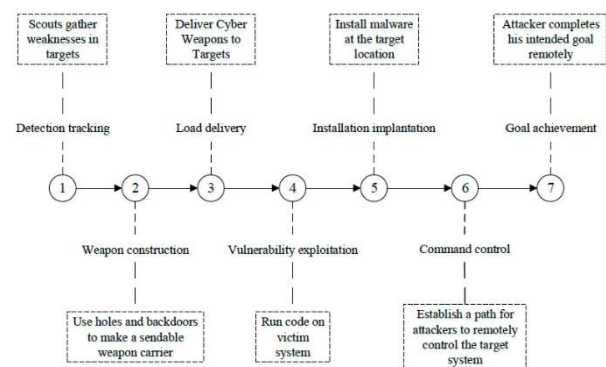 Scouts gather
weaknesses in
targets
Deliver Cyber
Weapons to
Targets
Install malware
at the target
location
Attacker completes
his intended goal
remotely
Detection tracking
Load delivery
Installation implantation
Goal achievement
1
2
3
4
5
6
7
Weapon construction
Vulnerability exploitation
Command control
Use holes and backdoors
to make a sendable
weapon carrier
Run code on
victim
system
Establish a path for
attackers to remotely
control the target
system